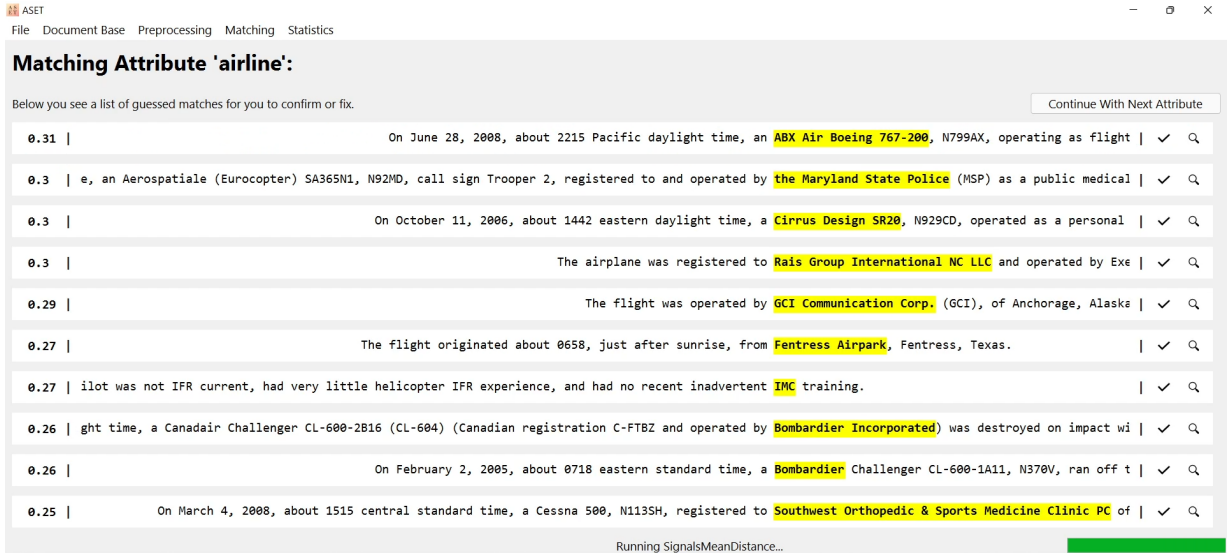 ASET
File Document Base Preprocessing Matching Statistics
Matching Attribute 'airline':
Below you see a list of guessed matches for you to confirm or fix.
Continue With Next Attribute
0.31 | On June 28, 2008, about 2215 Pacific daylight time, an ABX Air Boeing 767-200, N799AX, operating as flight |
0.3 | e, an Aerospatiale (Eurocopter) SA365N1, N92MD, call sign Trooper 2, registered to and operated by the Maryland State Police (MSP) as a public medical |
0.3 | On October 11, 2006, about 1442 eastern daylight time, a Cirrus Design SR20, N929CD, operated as a personal |
0.3 | The airplane was registered to Rais Group International NC LLC and operated by Exe |
0.29 | The flight was operated by GCI Communication Corp. (GCI), of Anchorage, Alaska |
0.27 | The flight originated about 0658, just after sunrise, from Fentress Airpark, Fentress, Texas. |
0.27 | ilot was not IFR current, had very little helicopter IFR experience, and had no recent inadvertent IMC training. |
0.26 | ght time, a Canadair Challenger CL-600-2B16 (CL-604) (Canadian registration C-FTBZ and operated by Bombardier Incorporated) was destroyed on impact wi |
0.26 | On February 2, 2005, about 0718 eastern standard time, a Bombardier Challenger CL-600-1A11, N370V, ran off t |
0.25 | On March 4, 2008, about 1515 central standard time, a Cessna 500, N113SH, registered to Southwest Orthopedic & Sports Medicine Clinic PC of |
Running SignalsMeanDistance...